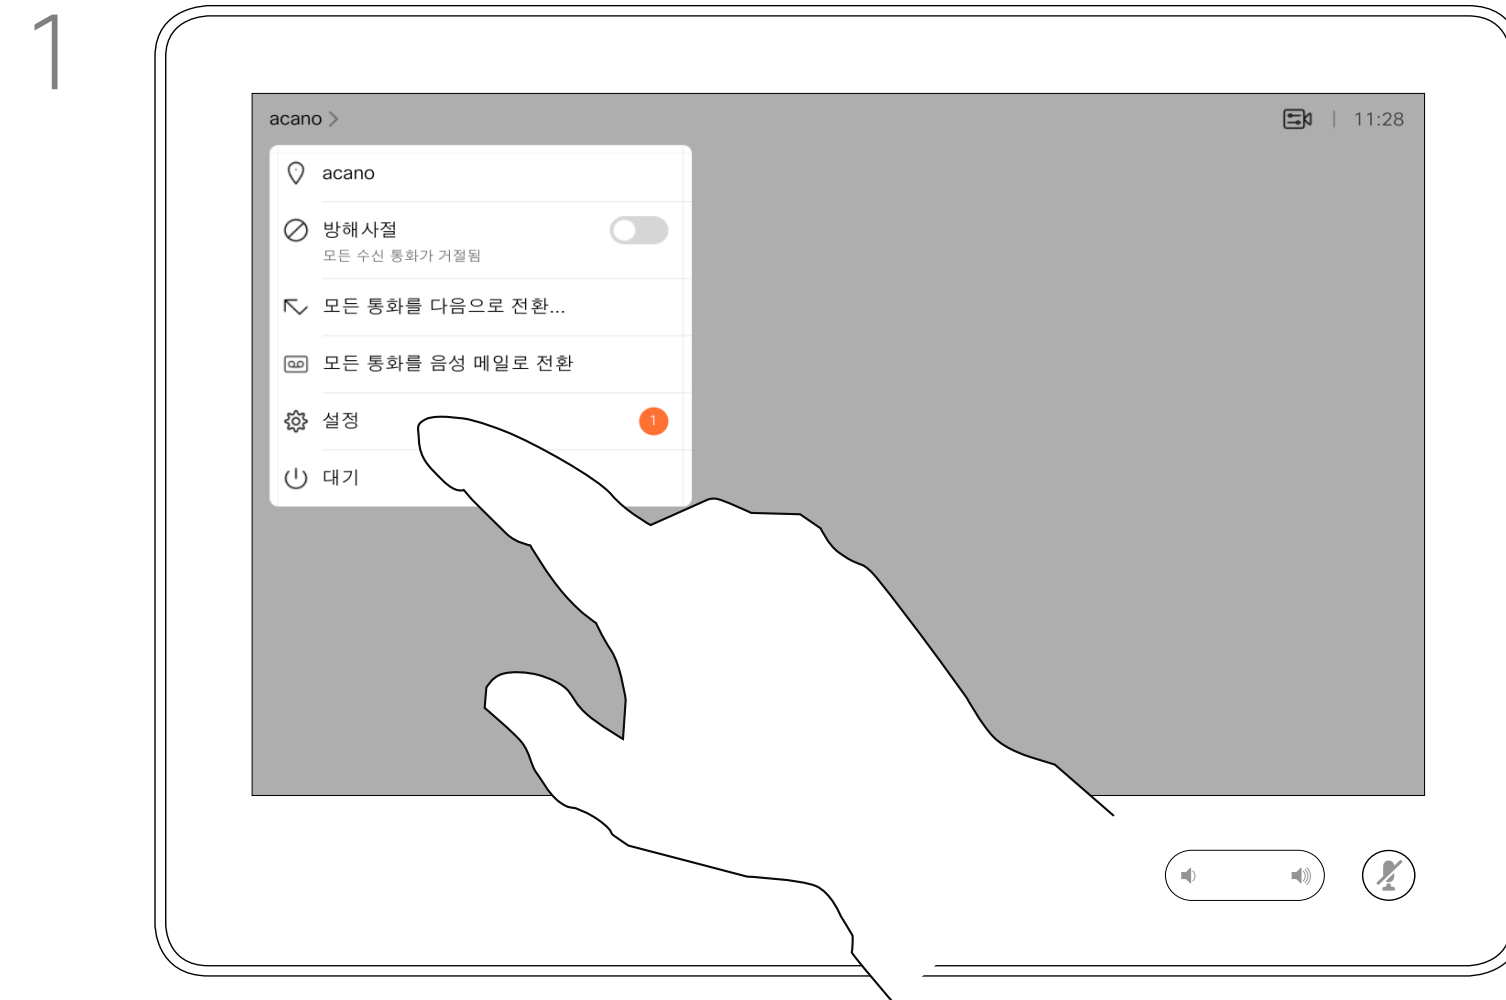 1
acano >
11:28
acano
방해사절
모든 수신 통화가 거절됨
모든 통화를 다음으로 전환...
모든 통화를 음성 메일로 전환
설정
1
대기